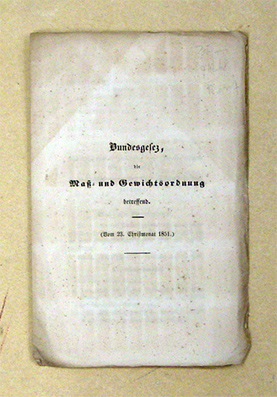 Bundesgesez,
die
Maß- und Gewichtsordnung
betreffend.
(Vom 23. Christmonat 1851.)